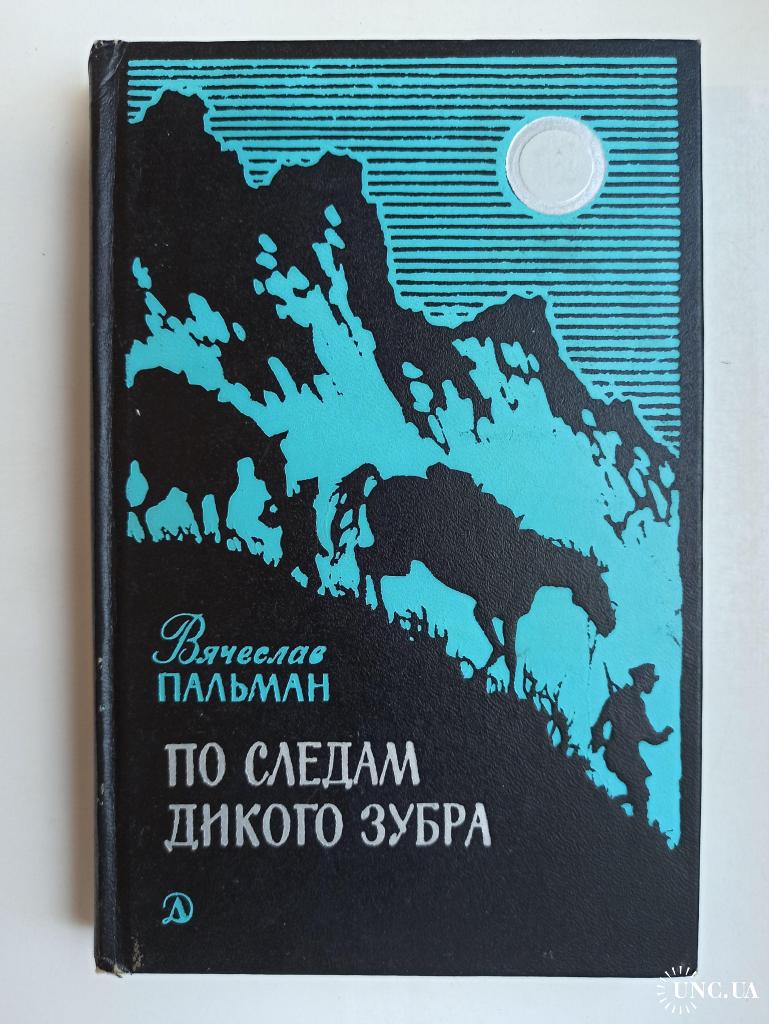 Вячеслав
ПАЛЬМАН
ПО СЛЕДАМ
ДИКОГО ЗУБРА
Д
UNC.UA